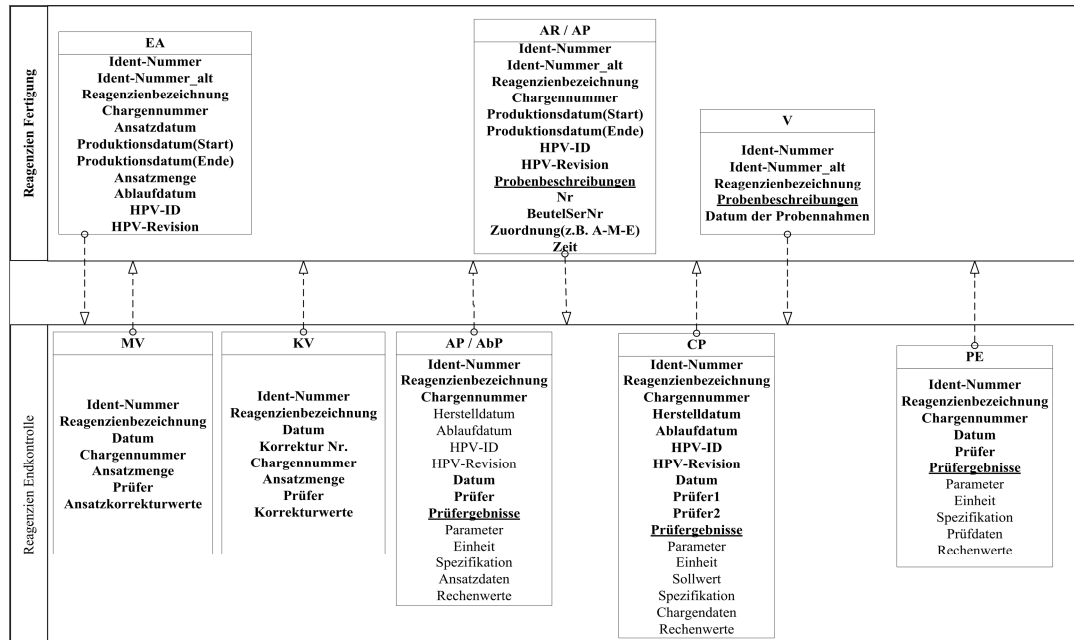 Reagenzien Fertigung
EA
Ident-Nummer
Ident-Nummer_alt
Reagenzienbezeichnung
Chargennummer
Ansatzdatum
Produktionsdatum(Start)
Produktionsdatum(Ende)
Ansatzmenge
Ablaufdatum
HPV-ID
HPV-Revision
AR / AP
Ident-Nummer
Ident-Nummer_alt
Reagenzienbezeichnung
Chargennummer
Produktionsdatum(Start)
Produktionsdatum(Ende)
HPV-ID
HPV-Revision
Probenbeschreibungen
Nr
BeutelSerNr
Zuordnung(z.B. A-M-E)
Zeit
V
Ident-Nummer
Ident-Nummer_alt
Reagenzienbezeichnung
Probenbeschreibungen
Datum der Probennahmen
Reagenzien Endkontrolle
MV
Ident-Nummer
Reagenzienbezeichnung
Datum
Chargennummer
Ansatzmenge
Prüfer
Ansatzkorrekturwerte
KV
Ident-Nummer
Reagenzienbezeichnung
Datum
Korrektur Nr.
Chargennummer
Ansatzmenge
Prüfer
Korrekturwerte
AP / AbP
Ident-Nummer
Reagenzienbezeichnung
Chargennummer
Herstelldatum
Ablaufdatum
HPV-ID
HPV-Revision
Datum
Prüfer
Prüfergebnisse
Parameter
Einheit
Spezifikation
Ansatzdaten
Rechenwerte
CP
Ident-Nummer
Reagenzienbezeichnung
Chargennummer
Herstelldatum
Ablaufdatum
HPV-ID
HPV-Revision
Datum
Prüfer1
Prüfer2
Prüfergebnisse
Parameter
Einheit
Sollwert
Spezifikation
Chargendaten
Rechenwerte
PE
Ident-Nummer
Reagenzienbezeichnung
Chargennummer
Datum
Prüfer
Prüfergebnisse
Parameter
Einheit
Spezifikation
Prüfdaten
Rechenwerte